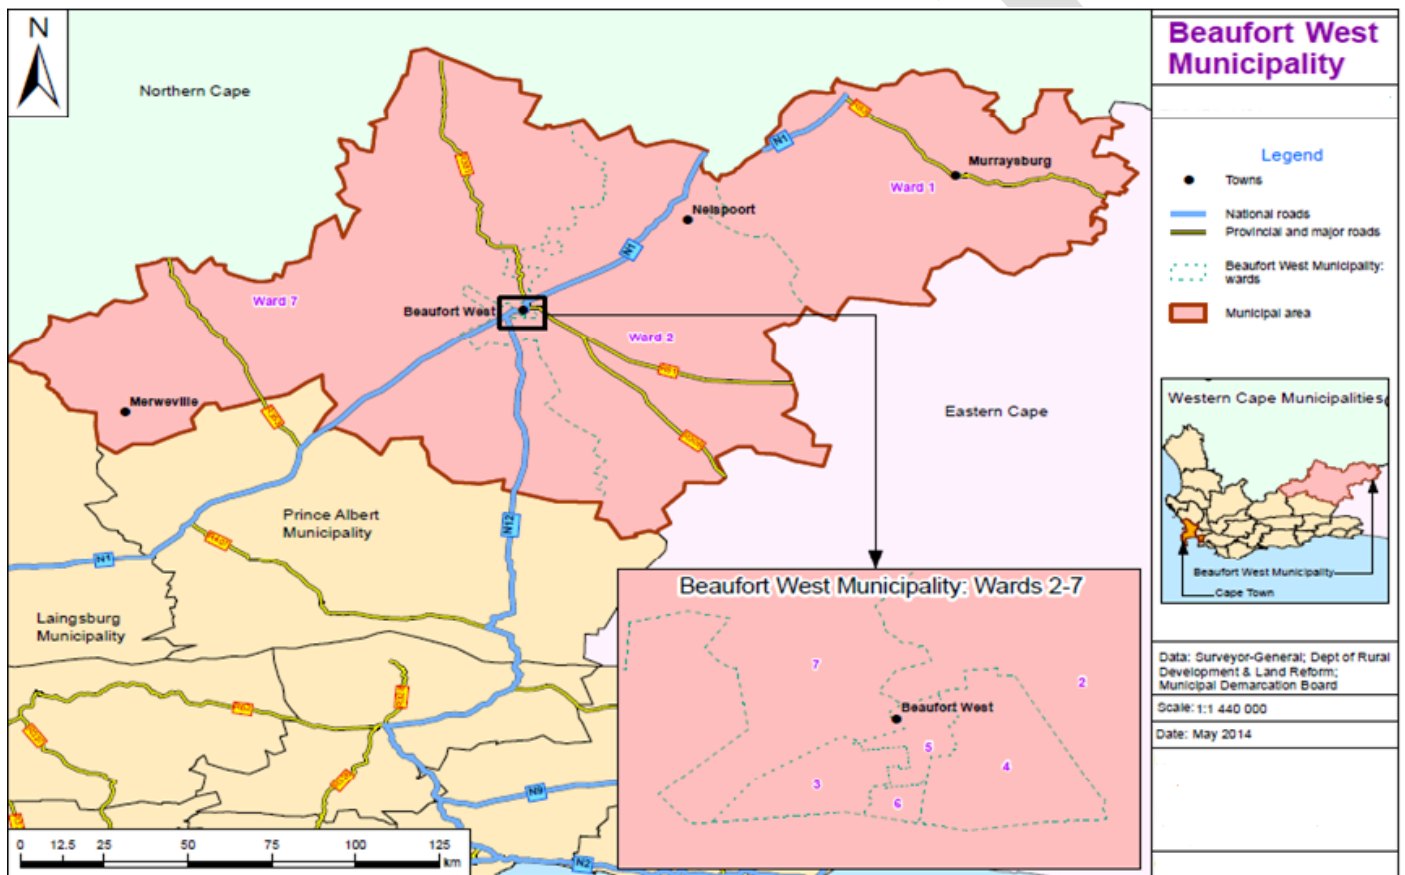 N
Northern Cape
N1
Murraysburg
Ward 1
Nelspoort
N1
Ward 7
Beaufort West
Ward 2
Merweville
Eastern Cape
Prince Albert
Municipality
N12
N1
Laingsburg
Municipality
N9
N2
0 12.5 25 50 75 100 125
km
Beaufort West Municipality: Wards 2-7
7
2
Beaufort West
5
4
3
6
Beaufort West
Municipality
Legend
Towns
National roads
Provincial and major roads
Beaufort West Municipality:
wards
Municipal area
Western Cape Municipalities
Beaufort West Municipality
Cape Town
Data: Surveyor-General; Dept of Rural
Development & Land Reform;
Municipal Demarcation Board
Scale: 1:1 440 000
Date: May 2014